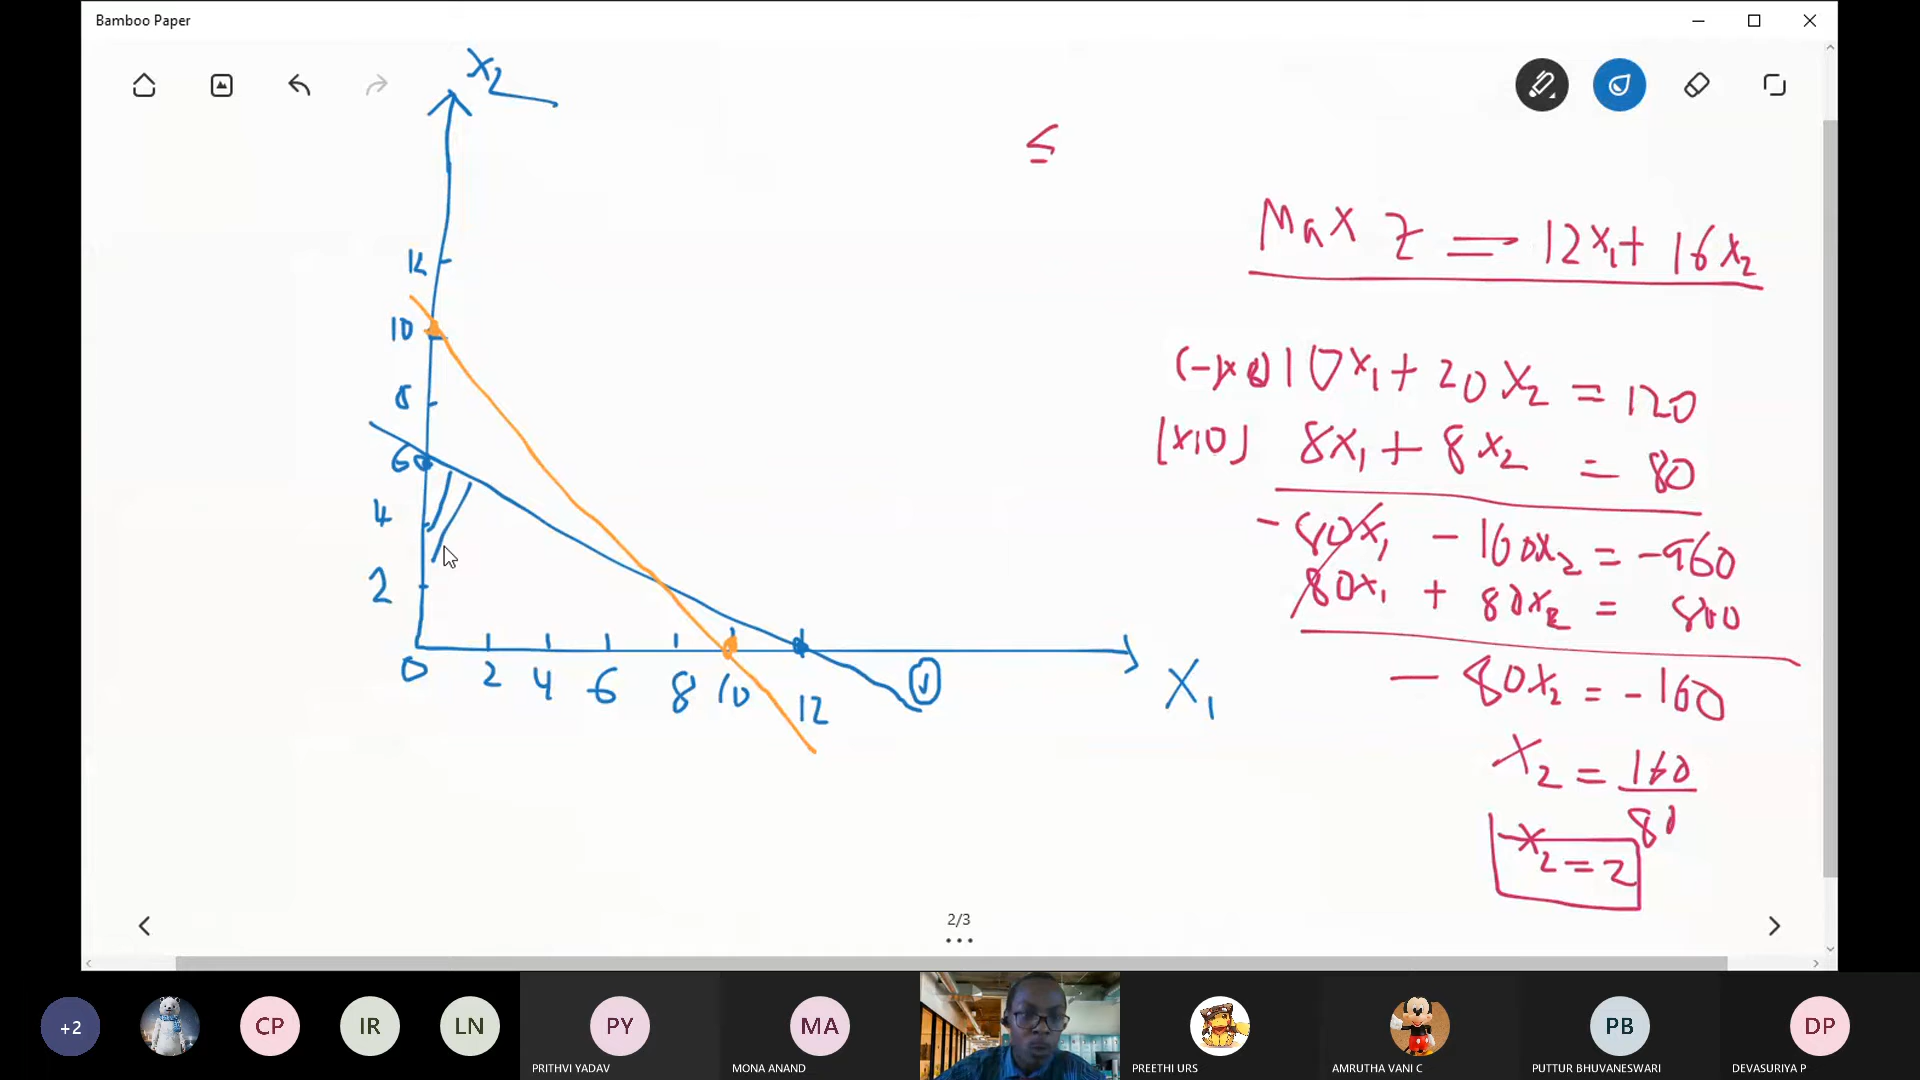 Bamboo Paper
X2
≤
12
10
8
6
4
2
0 2 4 6 8 10 12
X1
Max Z = 12x1 + 16x2
10x1 + 20x2 = 120
[x10] 8x1 + 8x2 = 80
- 80x1 - 160x2 = -960
80x1 + 80x2 = 800
- 80x2 = -160
X2 = 160
80
x2 = 2
2/3
+2
CP
IR
LN
PY
MA
PB
DP
PRITHVI YADAV
MONA ANAND
PREETHI URS
AMRUTHA VANI C
PUTTUR BHUVANESWARI
DEVASURIYA P